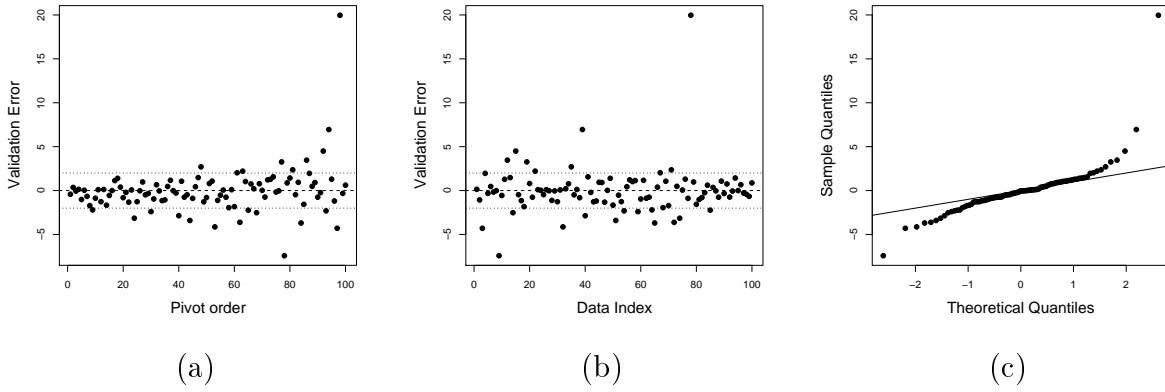 20
15
10
5
0
−5
Validation Error
0 20 40 60 80 100
Pivot order
(a)
20
15
10
5
0
−5
Validation Error
0 20 40 60 80 100
Data Index
(b)
20
15
10
5
0
−5
Sample Quantiles
−2 −1 0 1 2
Theoretical Quantiles
(c)